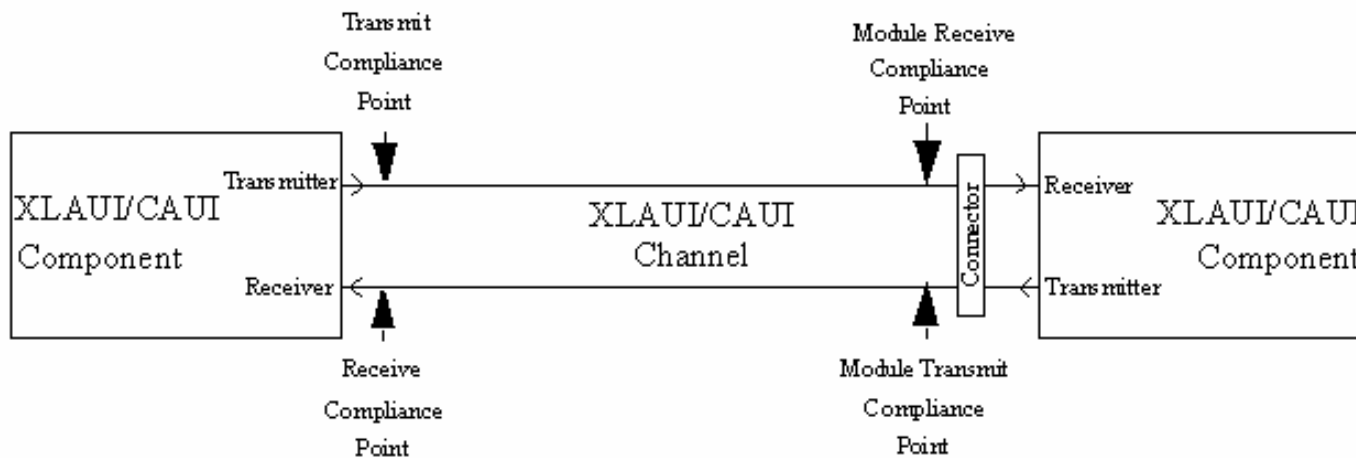 Transmit
Compliance
Point
Module Receive
Compliance
Point
Transmitter
XLAUI/CAUI
Component
Receiver
XLAUI/CAUI
Channel
Connector
Receiver
XLAUI/CAUI
Component
Transmitter
Receive
Compliance
Point
Module Transmit
Compliance
Point